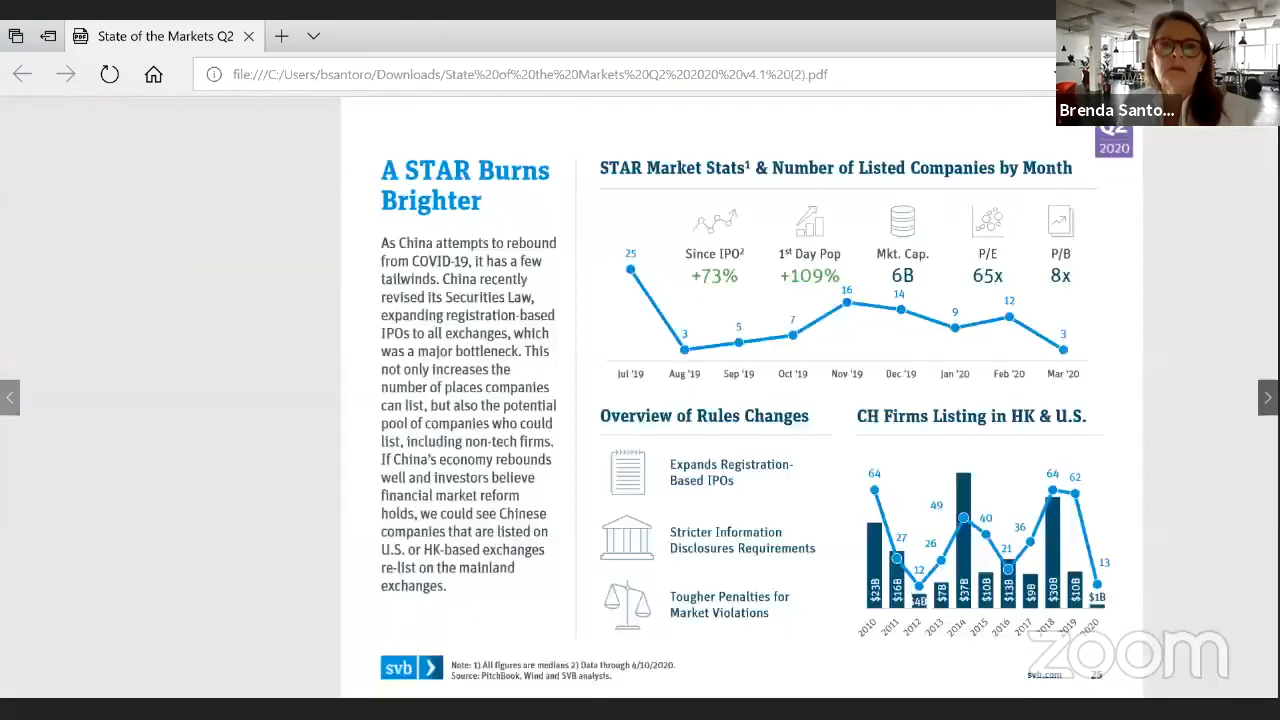 State of the Markets Q2
file:///C:/Users/bsantoro/Downloads/State%20of%20the%20Markets%20Q2%202020%20v4.1%20(2).pdf
Brenda Santo...
Q2
2020
A STAR Burns
Brighter
As China attempts to rebound
from COVID-19, it has a few
tailwinds. China recently
revised its Securities Law,
expanding registration-based
IPOs to all exchanges, which
was a major bottleneck. This
not only increases the
number of places companies
can list, but also the potential
pool of companies who could
list, including non-tech firms.
If China's economy rebounds
well and investors believe
financial market reform
holds, we could see Chinese
companies that are listed on
U.S. or HK-based exchanges
re-list on the mainland
exchanges.
STAR Market Stats¹ & Number of Listed Companies by Month
Since IPO² 1st Day Pop Mkt. Cap. P/E P/B
+73% +109% 6B 65x 8x
25 3 5 7 16 14 9 12 3
Jul '19 Aug '19 Sep '19 Oct '19 Nov '19 Dec '19 Jan '20 Feb '20 Mar '20
Overview of Rules Changes
Expands Registration-
Based IPOs
Stricter Information
Disclosures Requirements
Tougher Penalties for
Market Violations
CH Firms Listing in HK & U.S.
64 27 12 26 49 40 21 36 64 62 13
$23B $16B $4B $7B $37B $10B $13B $9B $30B $10B $1B
2010 2011 2012 2013 2014 2015 2016 2017 2018 2019 2020
svb
Note: 1) All figures are medians 2) Data through 4/10/2020.
Source: PitchBook, Wind and SVB analysis.
svb.com 25
zoom